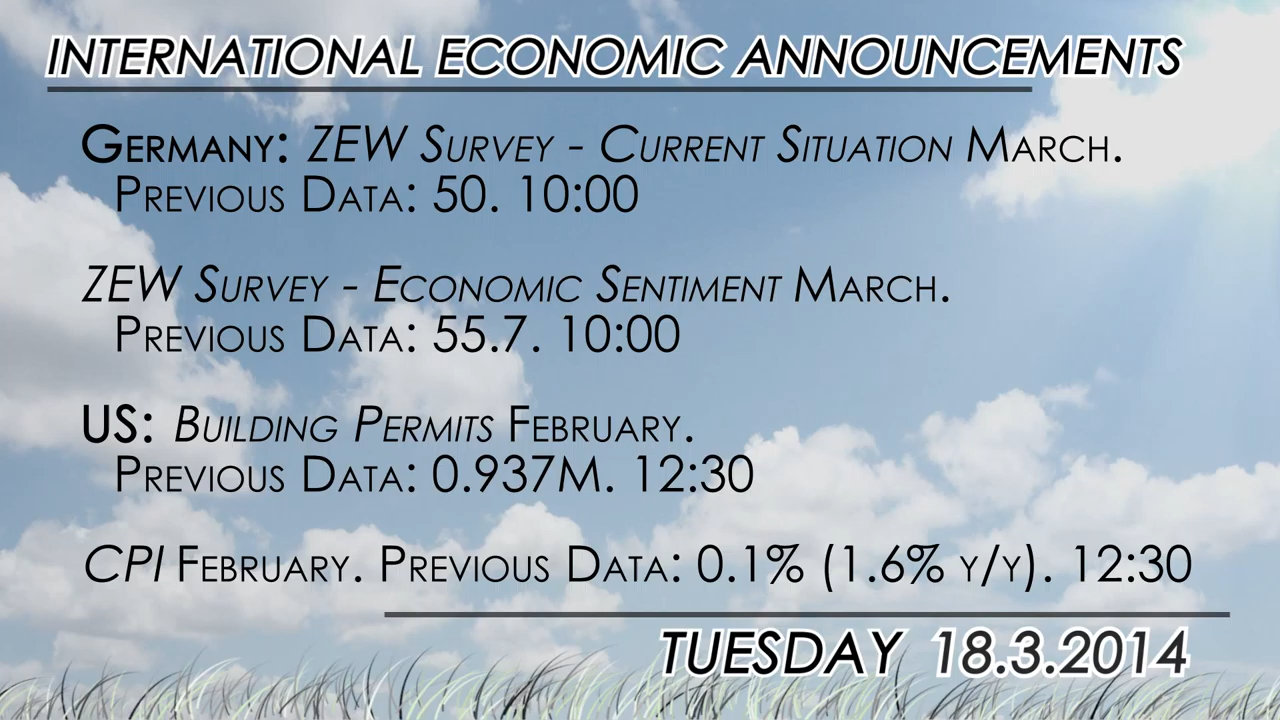 INTERNATIONAL ECONOMIC ANNOUNCEMENTS
GERMANY: ZEW SURVEY - CURRENT SITUATION MARCH.
PREVIOUS DATA: 50. 10:00
ZEW SURVEY - ECONOMIC SENTIMENT MARCH.
PREVIOUS DATA: 55.7. 10:00
US: BUILDING PERMITS FEBRUARY.
PREVIOUS DATA: 0.937M. 12:30
CPI FEBRUARY. PREVIOUS DATA: 0.1% (1.6% Y/Y). 12:30
TUESDAY 18.3.2014